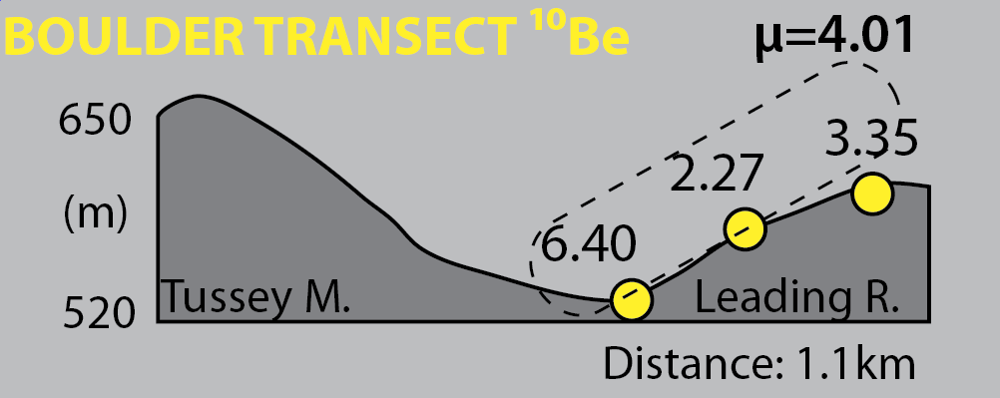 BOULDER TRANSECT ¹⁰Be
μ=4.01
650
3.35
2.27
(m)
6.40
Tussey M.
Leading R.
520
Distance: 1.1km